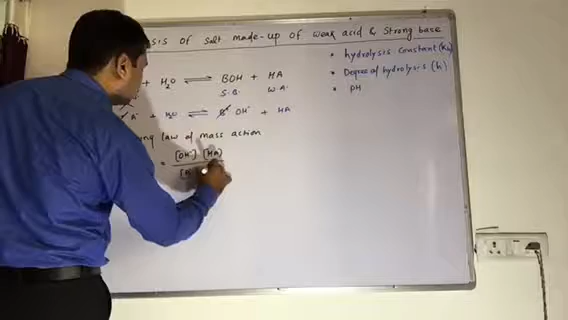 sis of salt made-up of weak acid & strong base
+ H₂O ⇌ BOH + HA
S.B. W.A.
A⁻ + H₂O ⇌ B⁺ OH⁻ + HA
law of mass action
= [OH⁻] [HA]
• hydrolysis constant (Kh)
• Degree of hydrolysis (h)
• PH